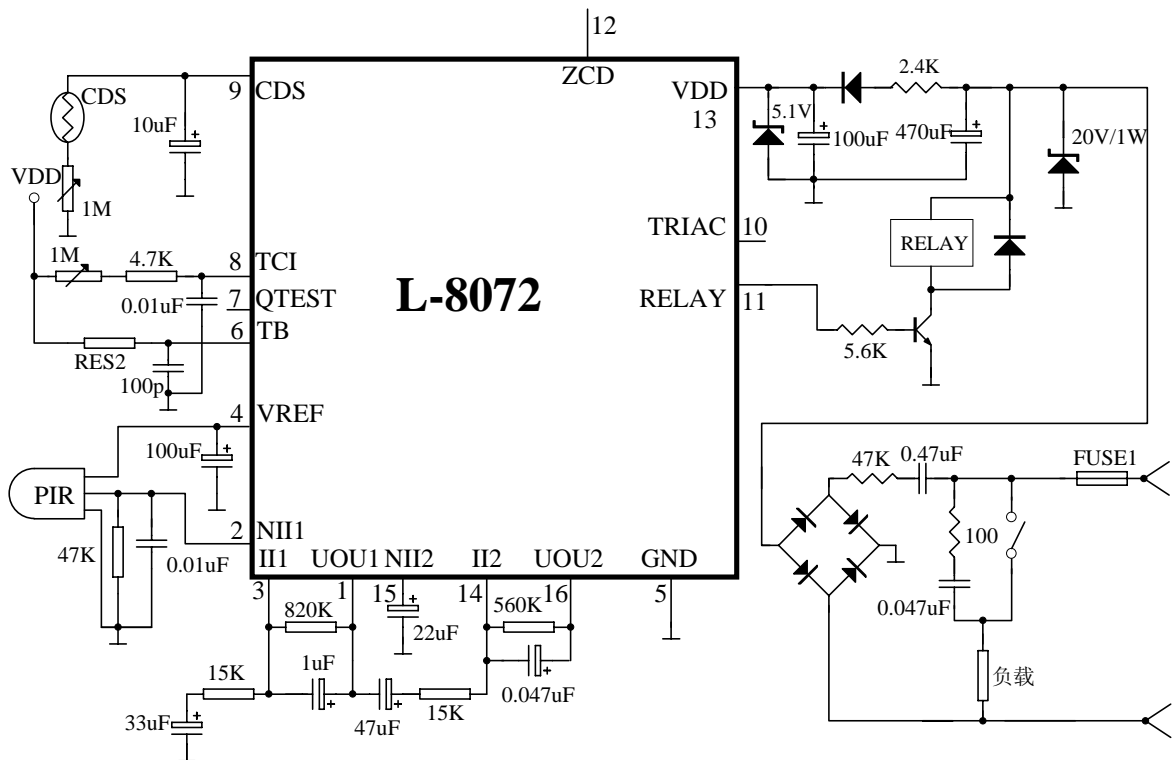 12
ZCD
CDS
9
CDS
10uF
VDD
1M
VDD
13
5.1V
100uF
2.4K
470uF
20V/1W
TRIAC
10
RELAY
RELAY
11
5.6K
L-8072
1M
4.7K
8
TCI
0.01uF
7
QTEST
6
TB
RES2
100p
4
VREF
100uF
PIR
2
NII1
47K
0.01uF
II1
UOU1
NII2
II2
UOU2
GND
3
1
15
14
16
5
820K
22uF
560K
15K
1uF
47uF
15K
0.047uF
33uF
47K
0.47uF
FUSE1
100
0.047uF
负载